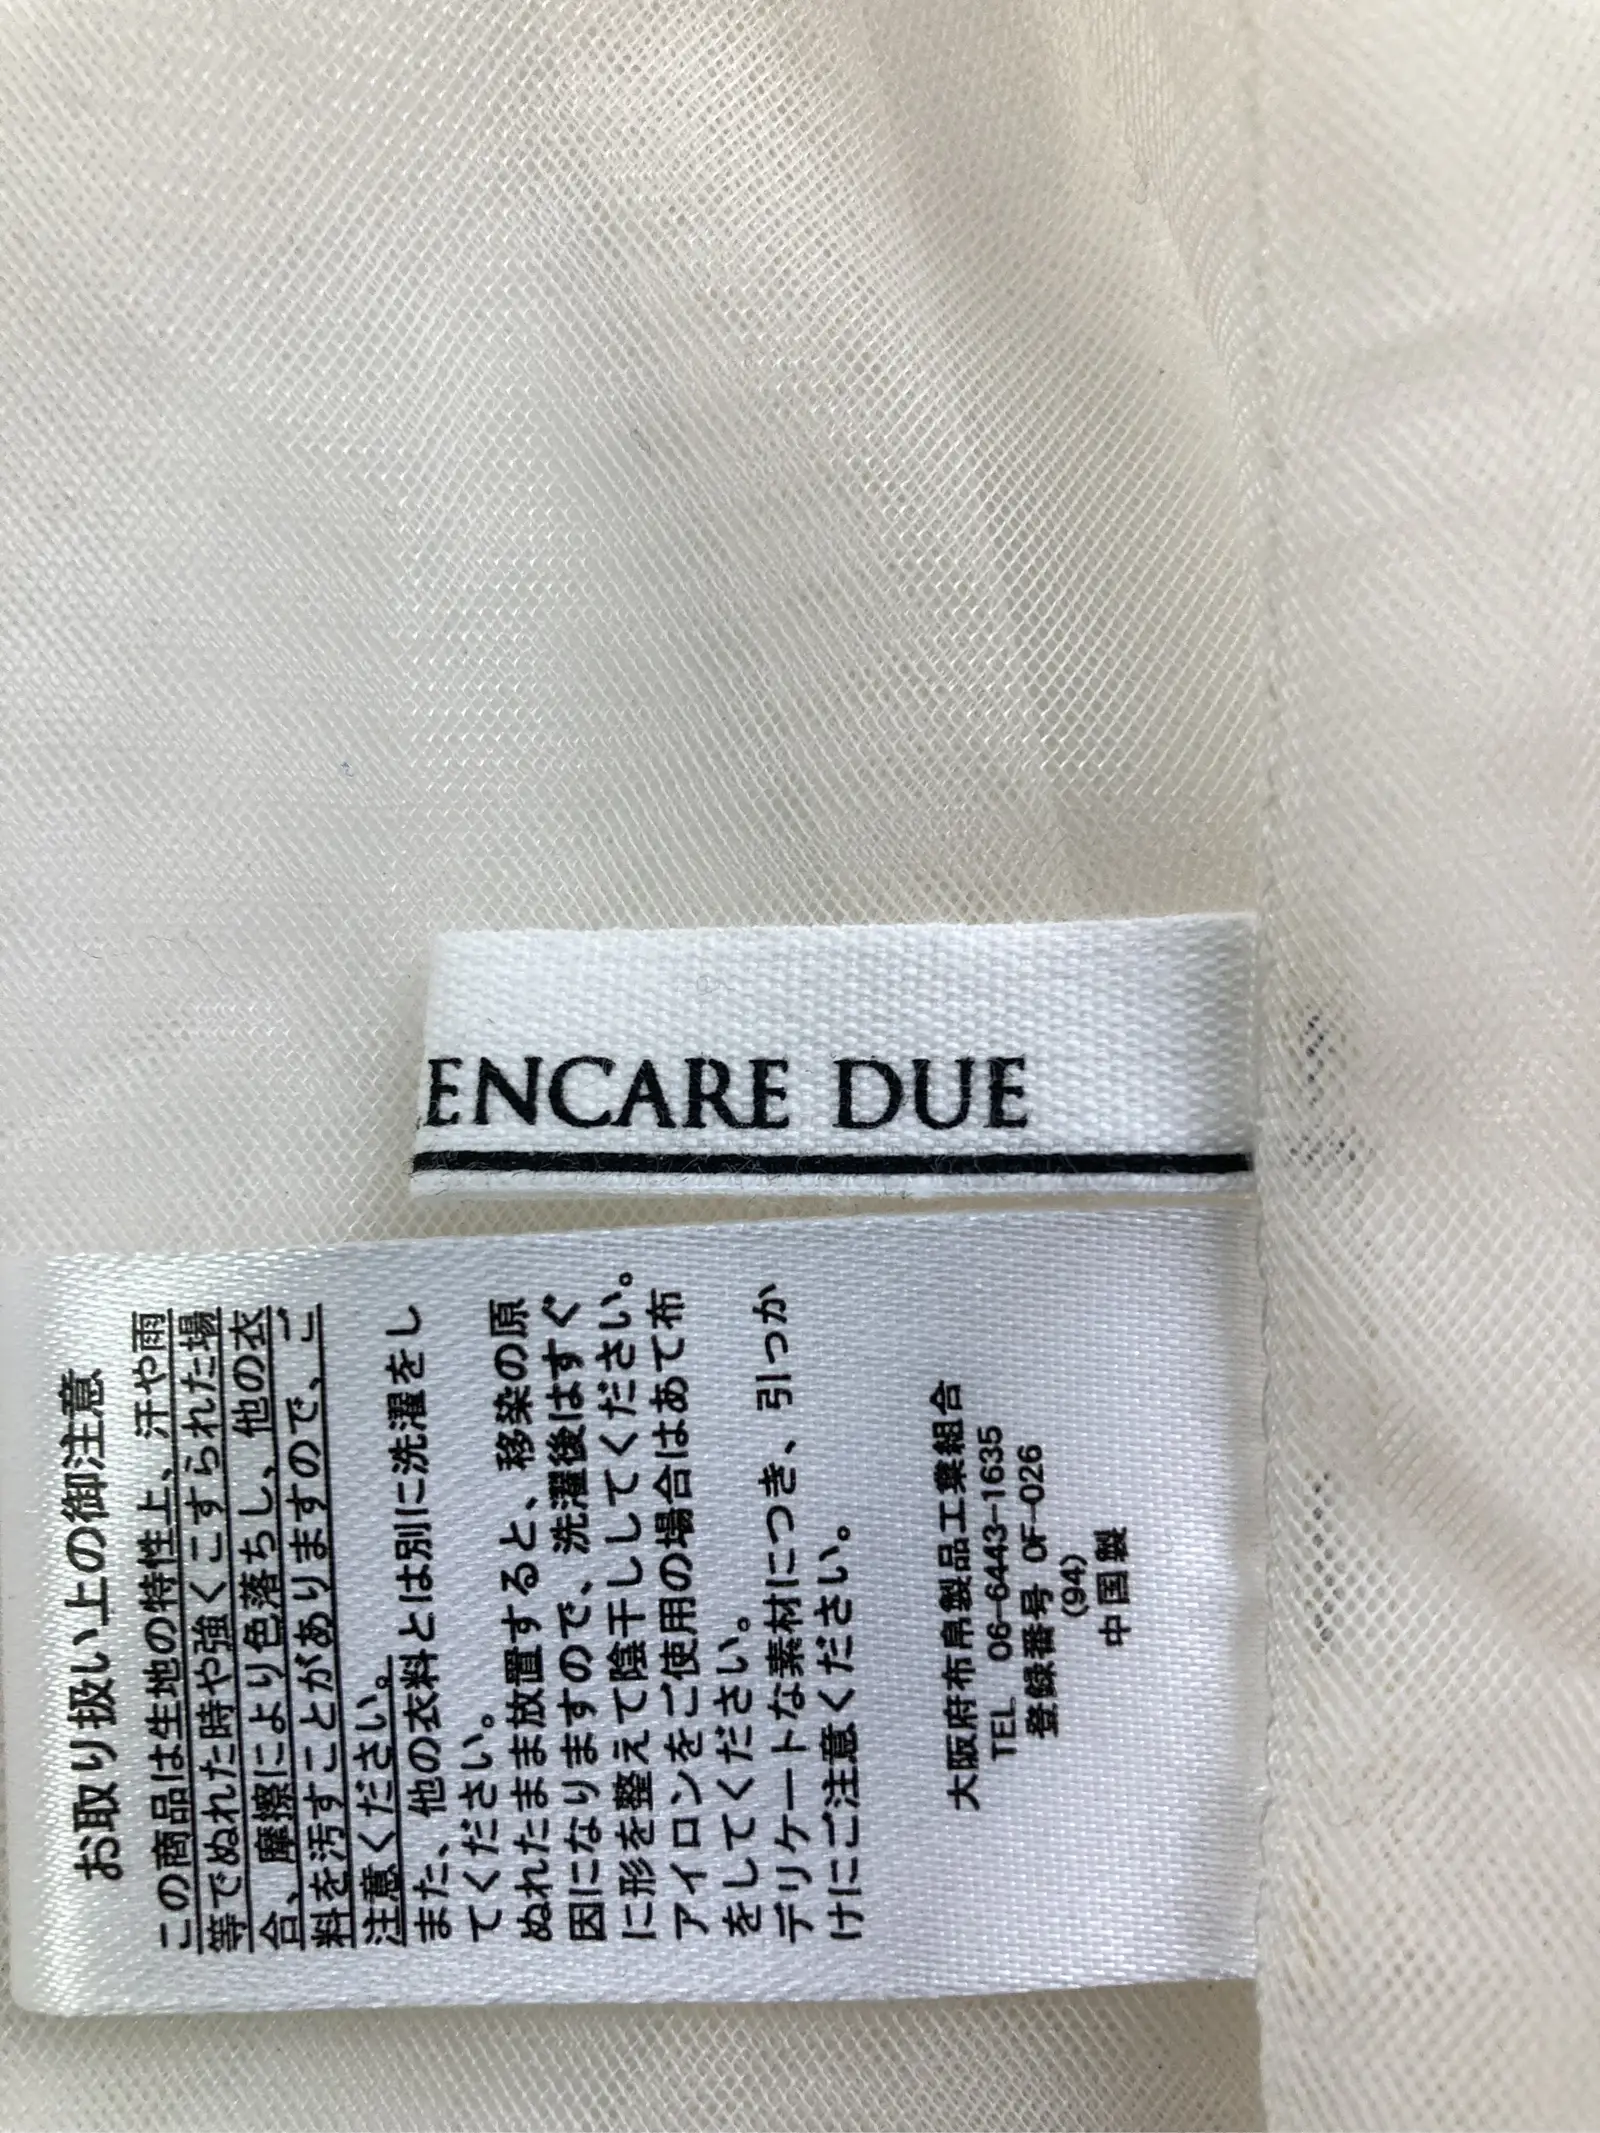 ENCARE DUE
お取り扱い上の御注意
この商品は生地の特性上、汗や雨
等でぬれた時や強くこすられた場
合、摩擦により色落ちし、他の衣
料を汚すことがありますので、ご
注意ください。
また、他の衣料とは別に洗濯をし
てください。
ぬれたまま放置すると、移染の原
因になりますので、洗濯後はすぐ
に形を整えて陰干ししてください。
アイロンをご使用の場合はあて布
をしてください。
デリケートな素材につき、引っか
けにご注意ください。
大阪府布帛製品工業組合
TEL 06-6443-1635
登録番号 OF-026
(94)
中国製